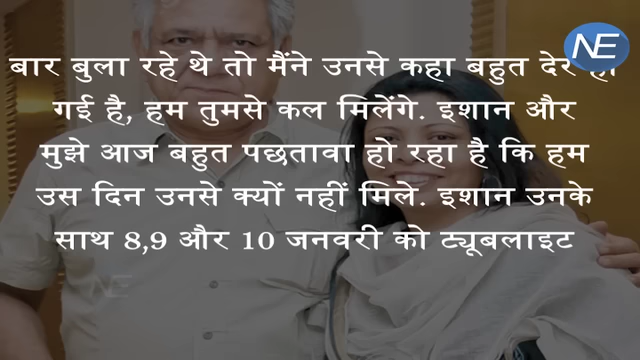 NE
बार बुला रहे थे तो मैंने उनसे कहा बहुत देर हो
गई है, हम तुमसे कल मिलेंगे. इशान और
मुझे आज बहुत पछतावा हो रहा है कि हम
उस दिन उनसे क्यों नहीं मिले. इशान उनके
साथ 8,9 और 10 जनवरी को ट्यूबलाइट
NE